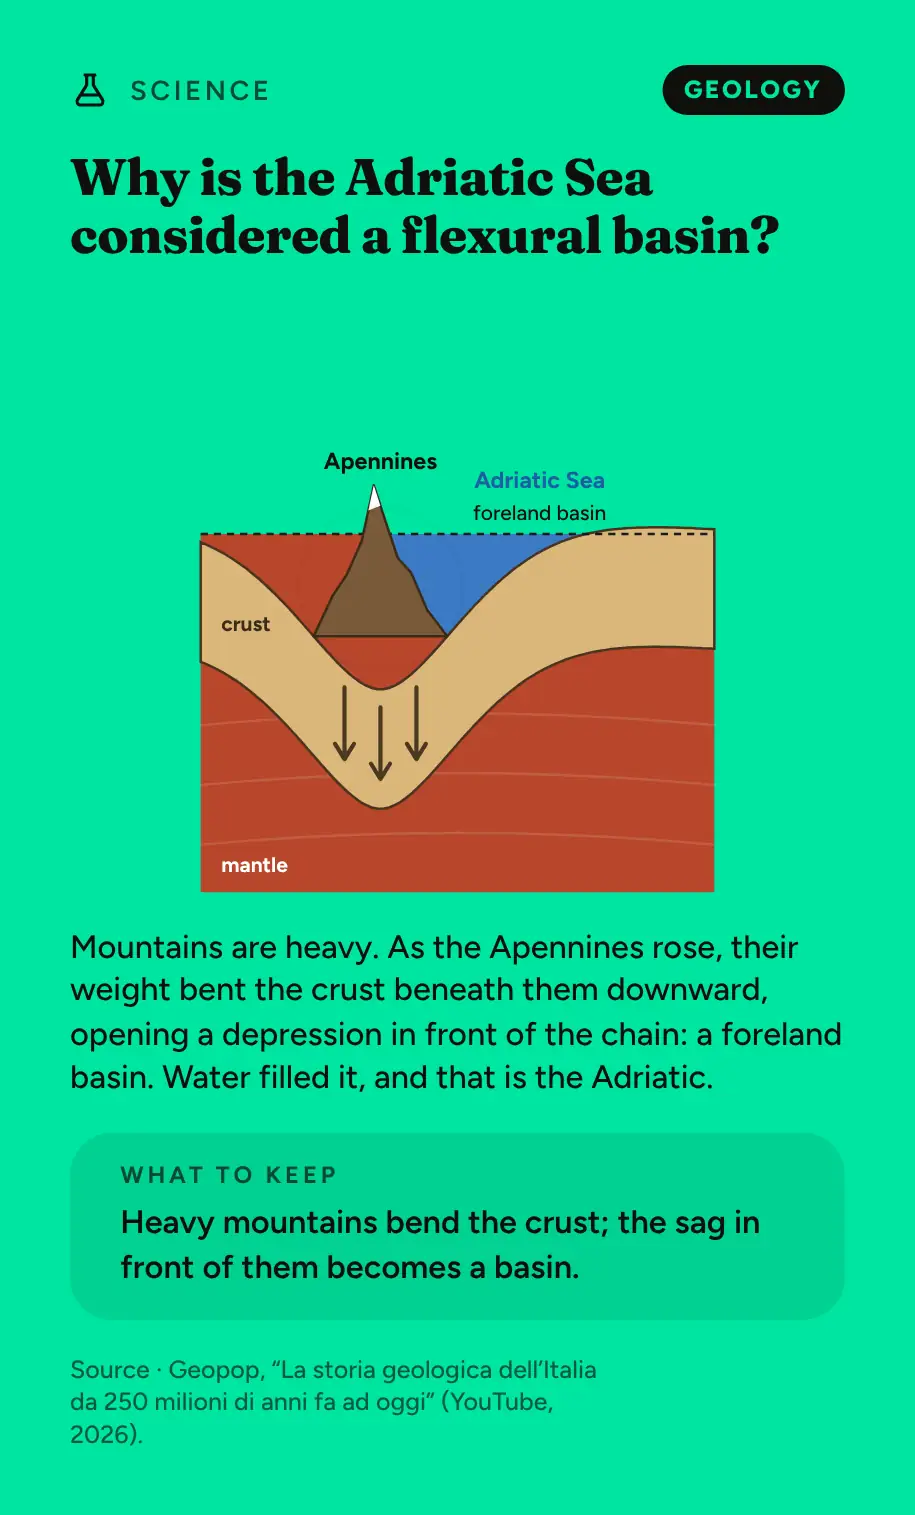 SCIENCE
GEOLOGY
Why is the Adriatic Sea
considered a flexural basin?
Apennines
Adriatic Sea
foreland basin
crust
mantle
Mountains are heavy. As the Apennines rose, their
weight bent the crust beneath them downward,
opening a depression in front of the chain: a foreland
basin. Water filled it, and that is the Adriatic.
WHAT TO KEEP
Heavy mountains bend the crust; the sag in
front of them becomes a basin.
Source · Geopop, “La storia geologica dell’Italia
da 250 milioni di anni fa ad oggi” (YouTube,
2026).